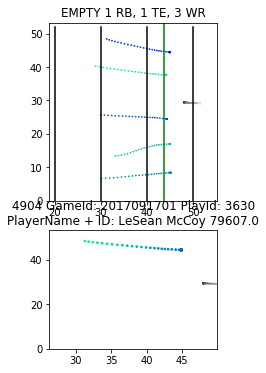 EMPTY 1 RB, 1 TE, 3 WR
50
40
30
20
10
0
20 30 40 50
4904 GameId: 2017091701 PlayId: 3630
PlayerName + ID: LeSean McCoy 79607.0
40
20
0
30 35 40 45